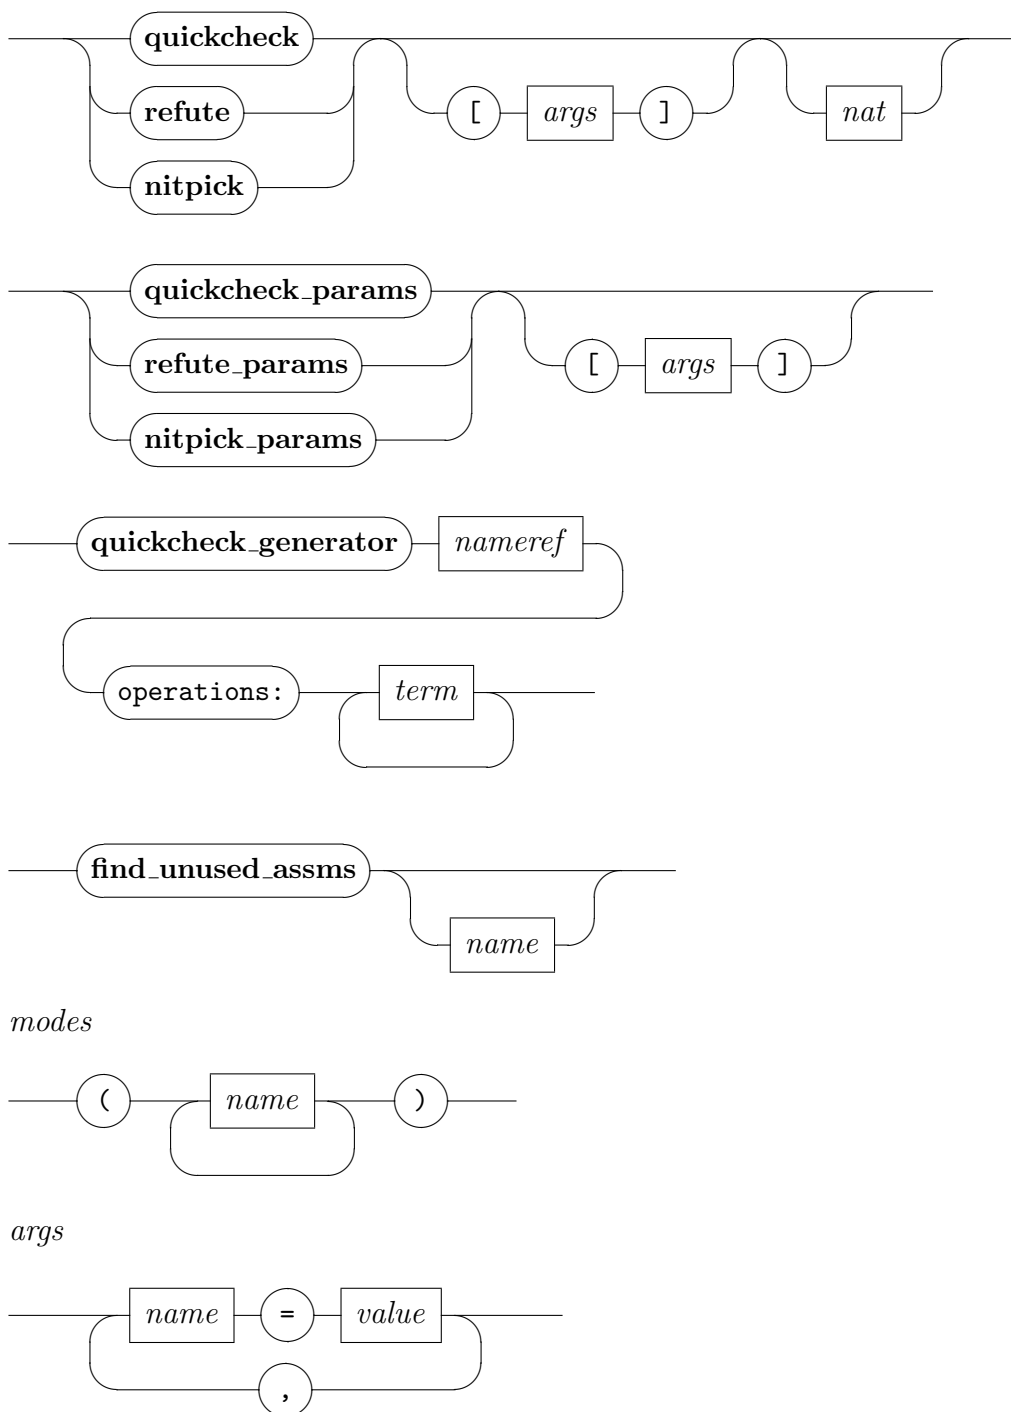 quickcheck
refute [ args ] nat
nitpick
quickcheck_params
refute_params [ args ]
nitpick_params
quickcheck_generator nameref
operations: term
find_unused_assms
name
modes
( name )
args
name = value
,